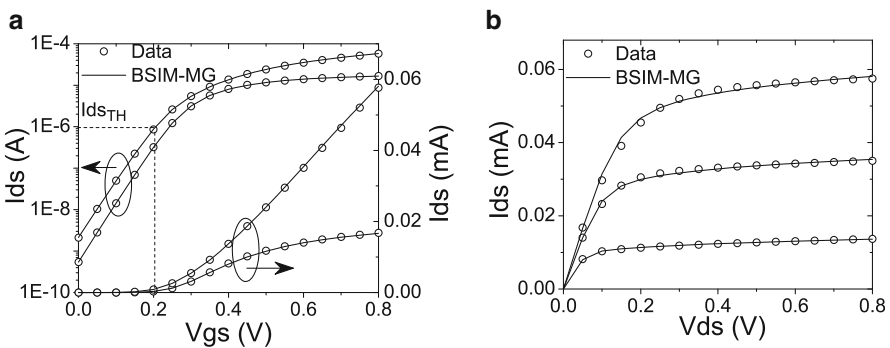 a
1E-4
1E-6
1E-8
1E-10
Ids (A)
Data
BSIM-MG
Ids_TH
0.06
0.04
0.02
0.00
Ids (mA)
0.0 0.2 0.4 0.6 0.8
Vgs (V)
b
0.06
0.04
0.02
0.00
Ids (mA)
Data
BSIM-MG
0.0 0.2 0.4 0.6 0.8
Vds (V)